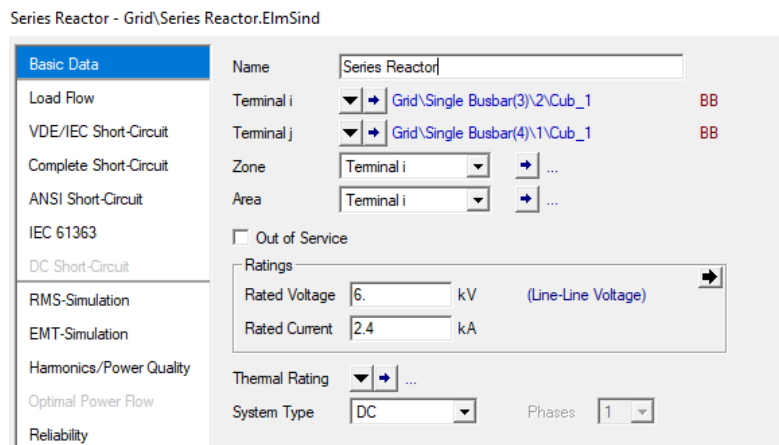 Series Reactor - Grid\Series Reactor.ElmSind
Basic Data
Load Flow
VDE/IEC Short-Circuit
Complete Short-Circuit
ANSI Short-Circuit
IEC 61363
DC Short-Circuit
RMS-Simulation
EMT-Simulation
Harmonics/Power Quality
Optimal Power Flow
Reliability
Name Series Reactor
Terminal i Grid\Single Busbar(3)\2\Cub_1 BB
Terminal j Grid\Single Busbar(4)\1\Cub_1 BB
Zone Terminal i ...
Area Terminal i ...
Out of Service
Ratings
Rated Voltage 6. kV (Line-Line Voltage)
Rated Current 2.4 kA
Thermal Rating ...
System Type DC Phases 1